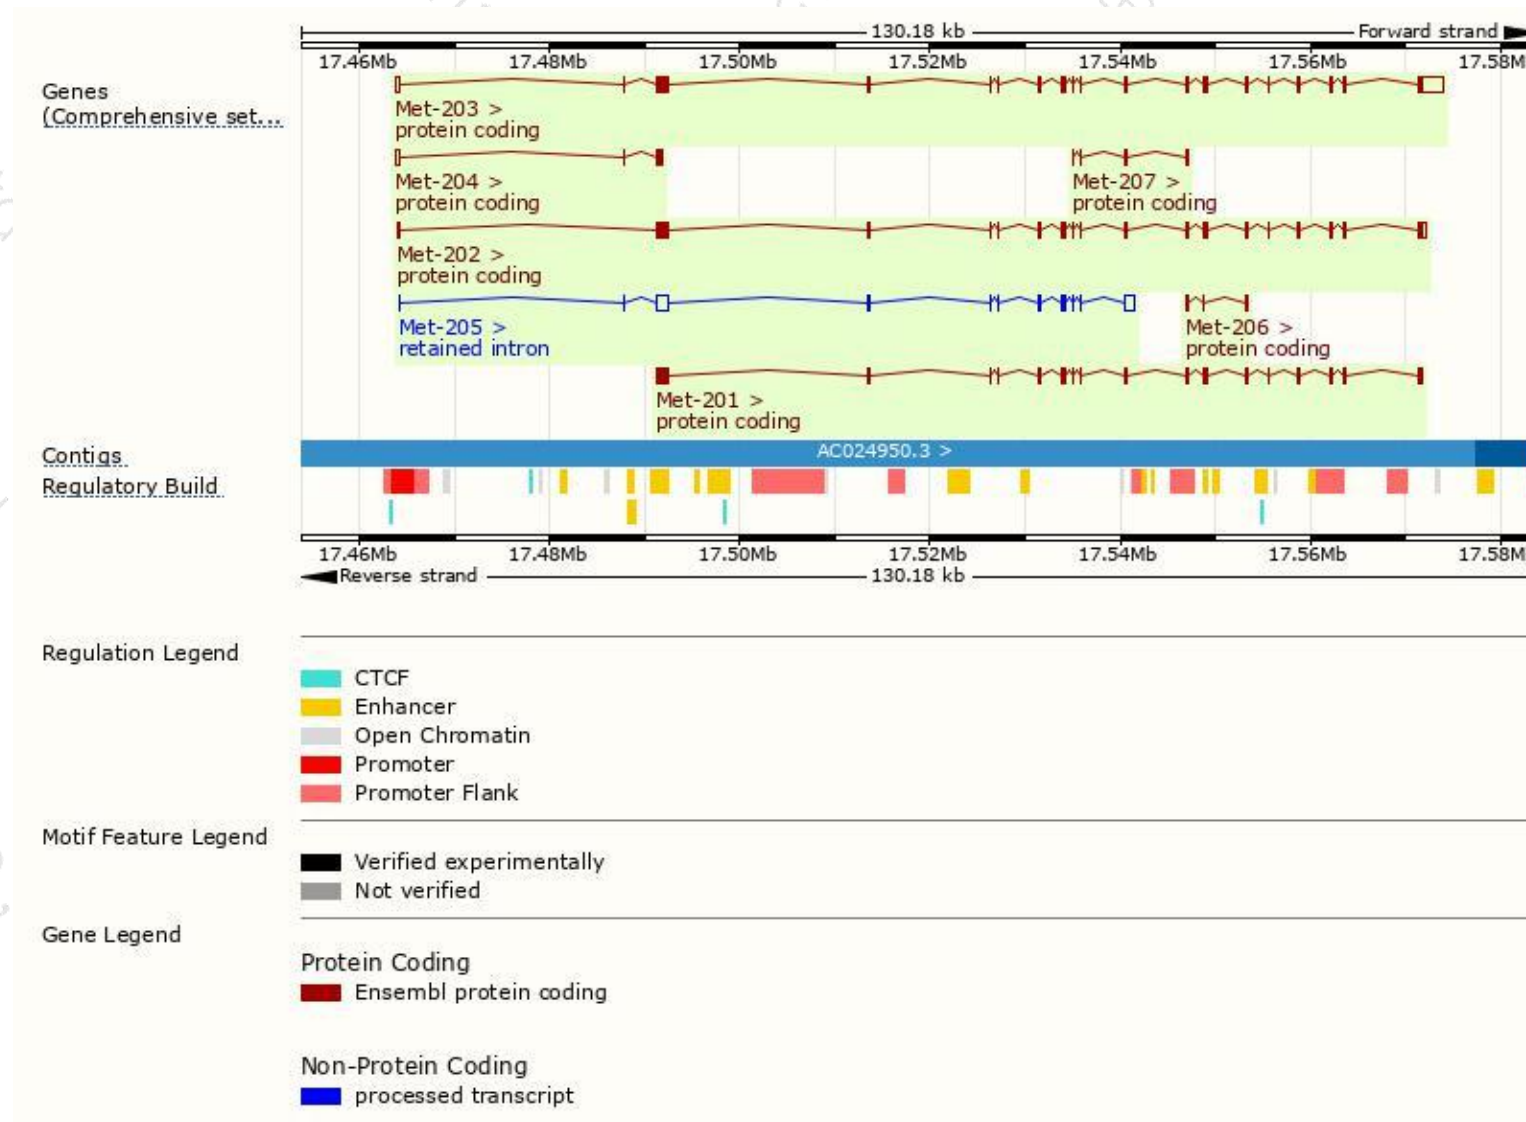 130.18 kb Forward strand
17.46Mb 17.48Mb 17.50Mb 17.52Mb 17.54Mb 17.56Mb 17.58M
Genes
(Comprehensive set...
Met-203 >
protein coding
Met-204 > Met-207 >
protein coding protein coding
Met-202 >
protein coding
Met-205 > Met-206 >
retained intron protein coding
Met-201 >
protein coding
Contigs AC024950.3 >
Regulatory Build
17.46Mb 17.48Mb 17.50Mb 17.52Mb 17.54Mb 17.56Mb 17.58M
Reverse strand 130.18 kb
Regulation Legend
CTCF
Enhancer
Open Chromatin
Promoter
Promoter Flank
Motif Feature Legend
Verified experimentally
Not verified
Gene Legend
Protein Coding
Ensembl protein coding
Non-Protein Coding
processed transcript